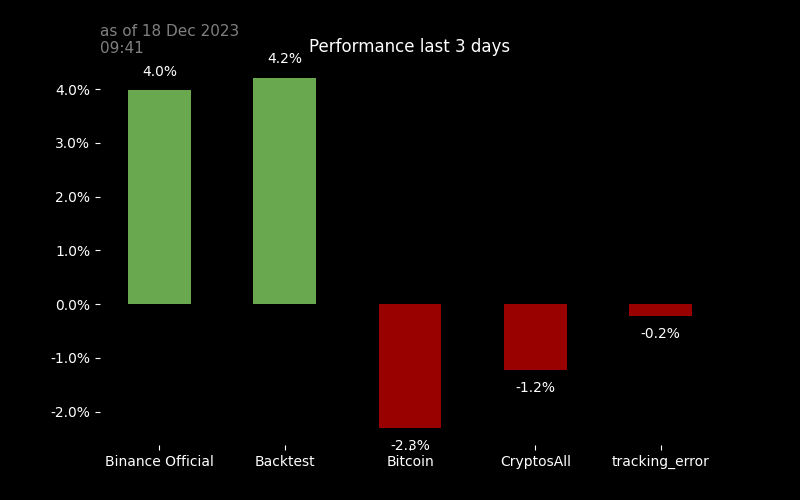 as of 18 Dec 2023
09:41
Performance last 3 days
4.0%
4.2%
4.0%
3.0%
2.0%
1.0%
0.0%
-1.0%
-2.0%
-0.2%
-1.2%
-2.3%
Binance Official
Backtest
Bitcoin
CryptosAll
tracking_error